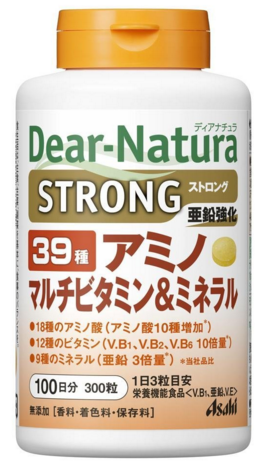 ディアナチュラ
Dear-Natura
STRONG ストロング
亜鉛強化
39種 アミノ
マルチビタミン&ミネラル
●18種のアミノ酸(アミノ酸10種増加*)
●12種のビタミン(V.B1、V.B2、V.B6 10倍量*)
●9種のミネラル(亜鉛 3倍量*) *当社品比
100日分 300粒 1日3粒目安
栄養機能食品<V.B1、亜鉛、V.E>
無添加[香料・着色料・保存料] Asahi